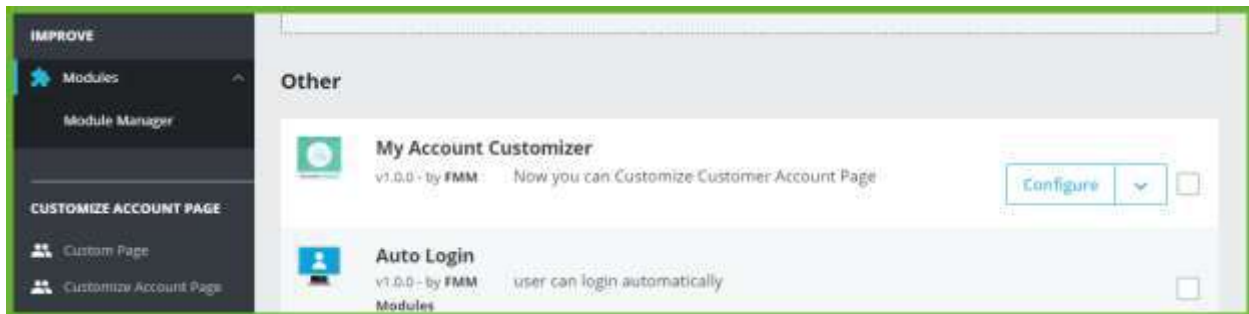 IMPROVE
Modules
Module Manager
CUSTOMIZE ACCOUNT PAGE
Custom Page
Customize Account Page
Other
My Account Customizer
v1.0.0 - by FMM Now you can Customize Customer Account Page
Configure
Auto Login
v1.0.0 - by FMM user can login automatically
Modules